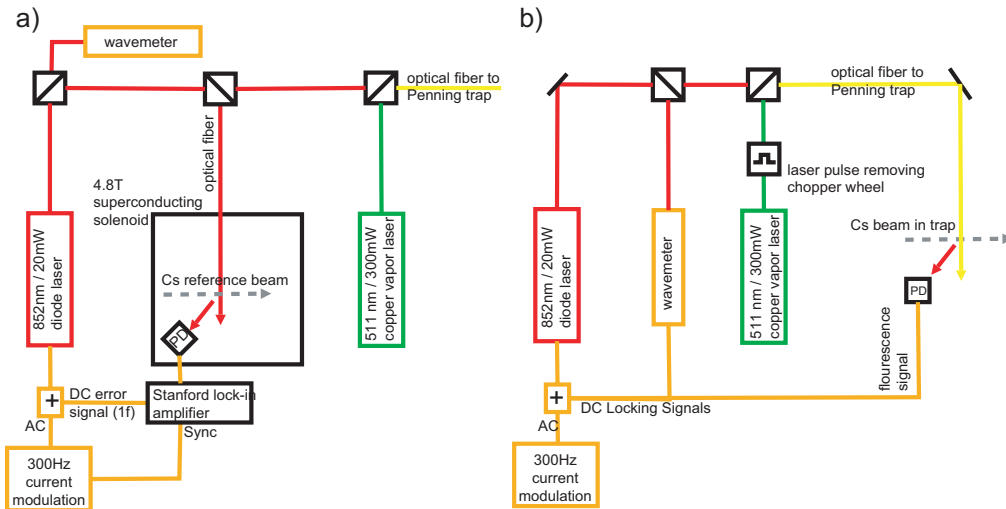 a)
wavemeter
optical fiber to
Penning trap
optical fiber
4.8T
superconducting
solenoid
852nm / 20mW
diode laser
511 nm / 300mW
copper vapor laser
Cs reference beam
PD
DC error
signal (1f)
Stanford lock-in
amplifier
+
AC
Sync
300Hz
current
modulation
b)
optical fiber to
Penning trap
laser pulse removing
chopper wheel
852nm / 20mW
diode laser
wavemeter
511 nm / 300mW
copper vapor laser
Cs beam in trap
PD
flourescence
signal
+
DC Locking Signals
AC
300Hz
current
modulation